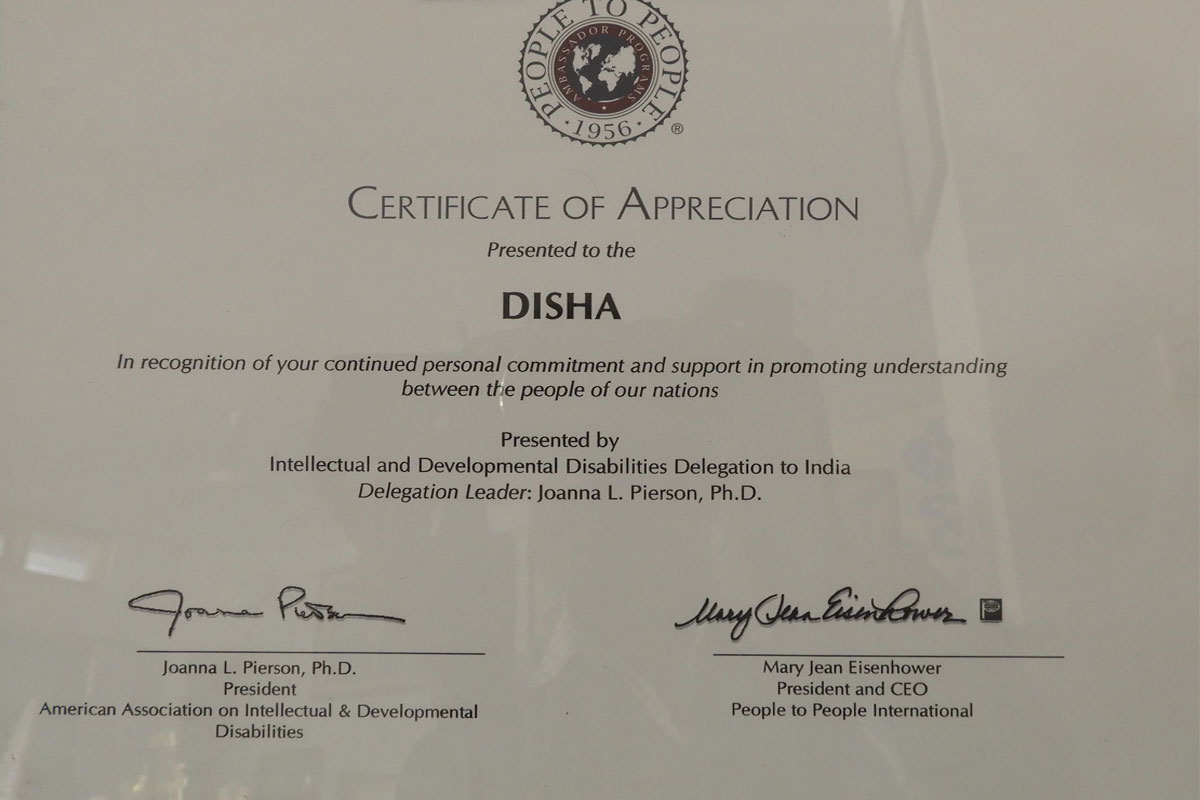 PEOPLE TO PEOPLE
AMBASSADOR PROGRAMS
· 1956 · ®
CERTIFICATE OF APPRECIATION
Presented to the
DISHA
In recognition of your continued personal commitment and support in promoting understanding
between the people of our nations
Presented by
Intellectual and Developmental Disabilities Delegation to India
Delegation Leader: Joanna L. Pierson, Ph.D.
Joanna Pierson
Joanna L. Pierson, Ph.D.
President
American Association on Intellectual & Developmental
Disabilities
Mary Jean Eisenhower
P
Mary Jean Eisenhower
President and CEO
People to People International